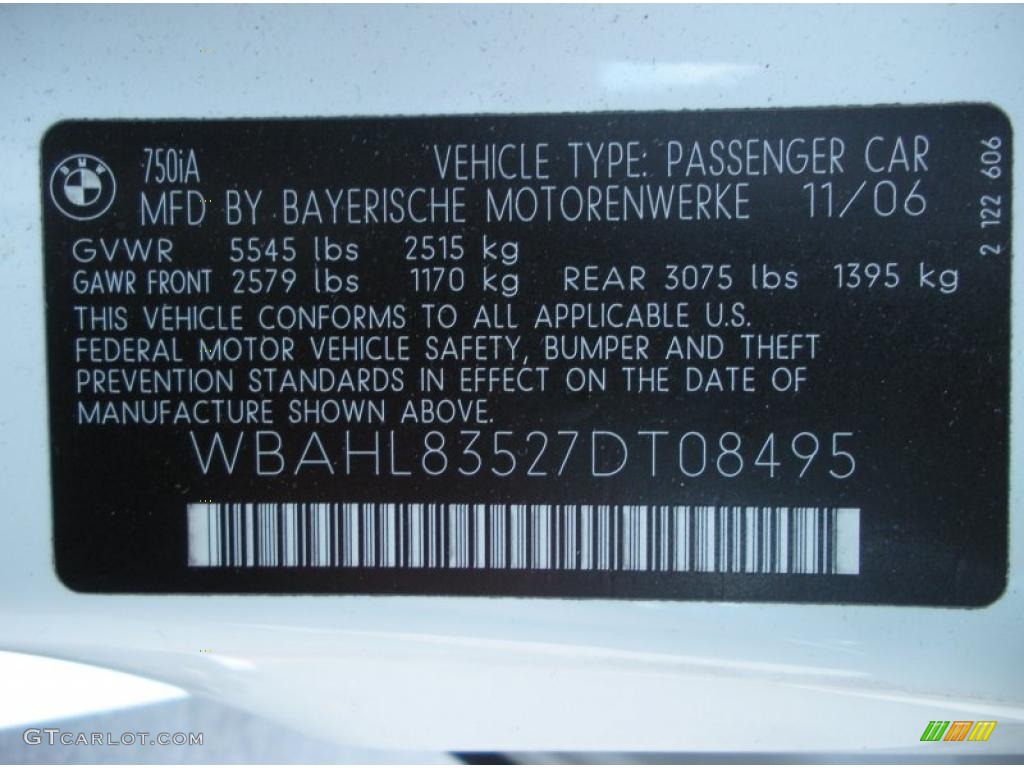 BMW
750iA VEHICLE TYPE: PASSENGER CAR
MFD BY BAYERISCHE MOTORENWERKE 11/06
GVWR 5545 lbs 2515 kg
GAWR FRONT 2579 lbs 1170 kg REAR 3075 lbs 1395 kg
THIS VEHICLE CONFORMS TO ALL APPLICABLE U.S.
FEDERAL MOTOR VEHICLE SAFETY, BUMPER AND THEFT
PREVENTION STANDARDS IN EFFECT ON THE DATE OF
MANUFACTURE SHOWN ABOVE.
WBAHL83527DT08495
2 122 606
GTCARLOT.COM